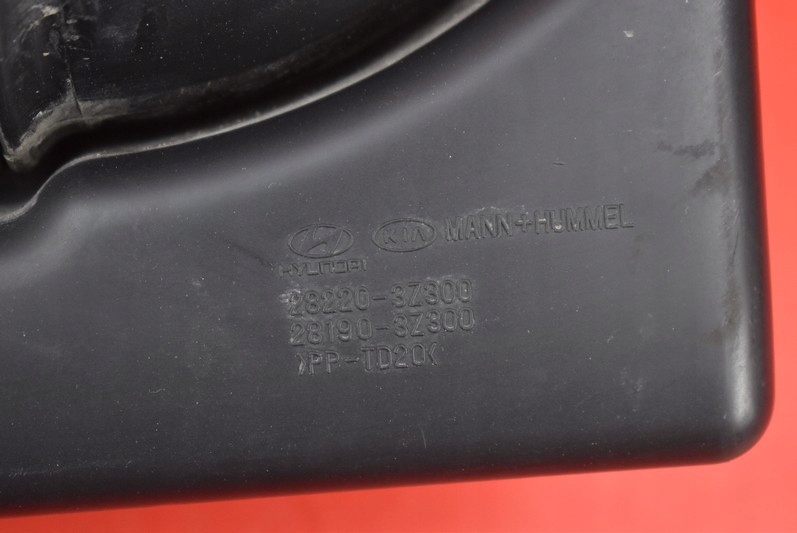 HYUNDAI KIA MANN+HUMMEL
28220-3Z300
28190-3Z300
>PP-TD20<